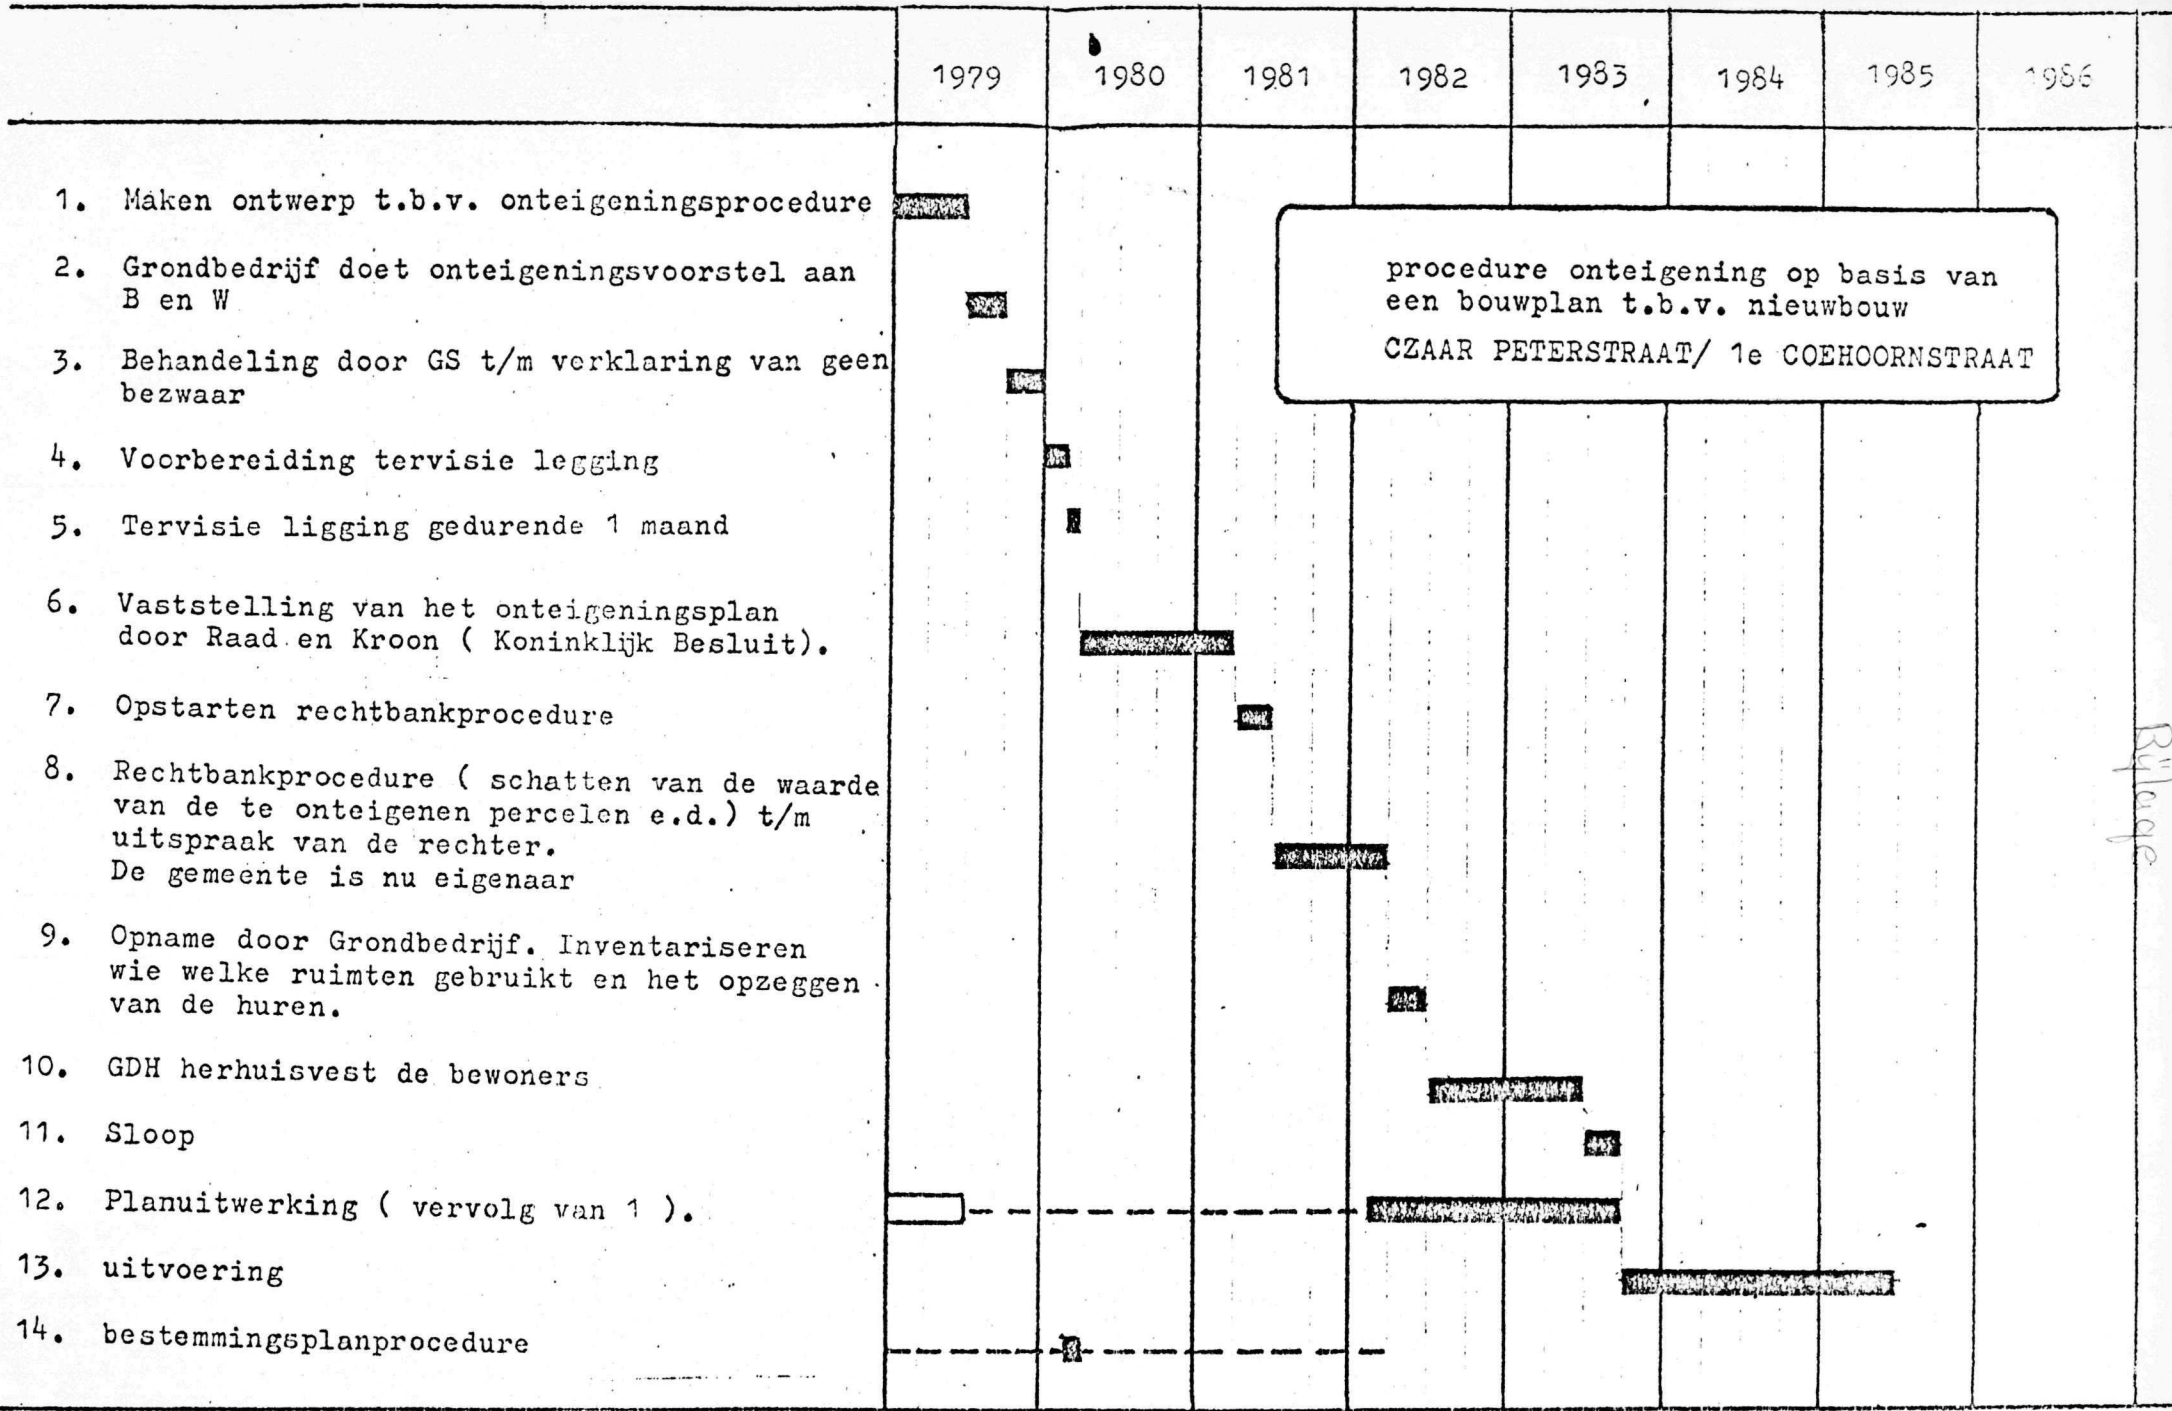 1979 1980 1981 1982 1983 1984 1985 1986
procedure onteigening op basis van
een bouwplan t.b.v. nieuwbouw
CZAAR PETERSTRAAT/ 1e COEHOORNSTRAAT
1. Maken ontwerp t.b.v. onteigeningsprocedure
2. Grondbedrijf doet onteigeningsvoorstel aan
B en W
3. Behandeling door GS t/m verklaring van geen
bezwaar
4. Voorbereiding tervisie legging
5. Tervisie ligging gedurende 1 maand
6. Vaststelling van het onteigeningsplan
door Raad en Kroon ( Koninklijk Besluit).
7. Opstarten rechtbankprocedure
8. Rechtbankprocedure ( schatten van de waarde
van de te onteigenen percelen e.d.) t/m
uitspraak van de rechter.
De gemeente is nu eigenaar
9. Opname door Grondbedrijf. Inventariseren
wie welke ruimten gebruikt en het opzeggen
van de huren.
10. GDH herhuisvest de bewoners
11. Sloop
12. Planuitwerking ( vervolg van 1 ).
13. uitvoering
14. bestemmingsplanprocedure
Bijlage